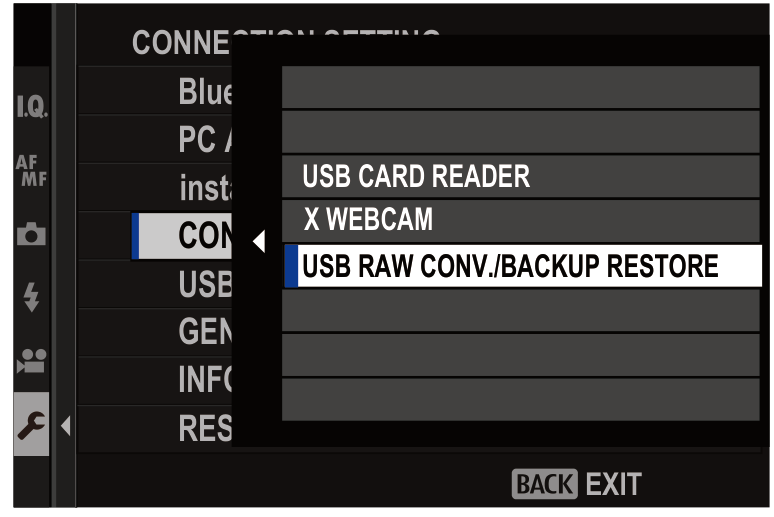 CONNECTION SETTING
I.Q.
Blue
PC A
AF
MF
inst
USB CARD READER
X WEBCAM
CON
USB RAW CONV./BACKUP RESTORE
USB
GEN
INFO
RES
BACK EXIT